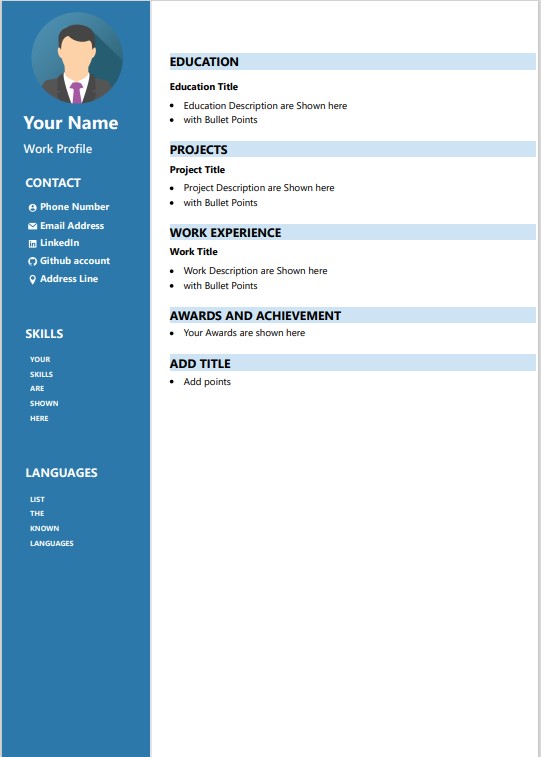 Your Name
Work Profile
CONTACT
Phone Number
Email Address
LinkedIn
Github account
Address Line
SKILLS
YOUR
SKILLS
ARE
SHOWN
HERE
LANGUAGES
LIST
THE
KNOWN
LANGUAGES
EDUCATION
Education Title
• Education Description are Shown here
• with Bullet Points
PROJECTS
Project Title
• Project Description are Shown here
• with Bullet Points
WORK EXPERIENCE
Work Title
• Work Description are Shown here
• with Bullet Points
AWARDS AND ACHIEVEMENT
• Your Awards are shown here
ADD TITLE
• Add points